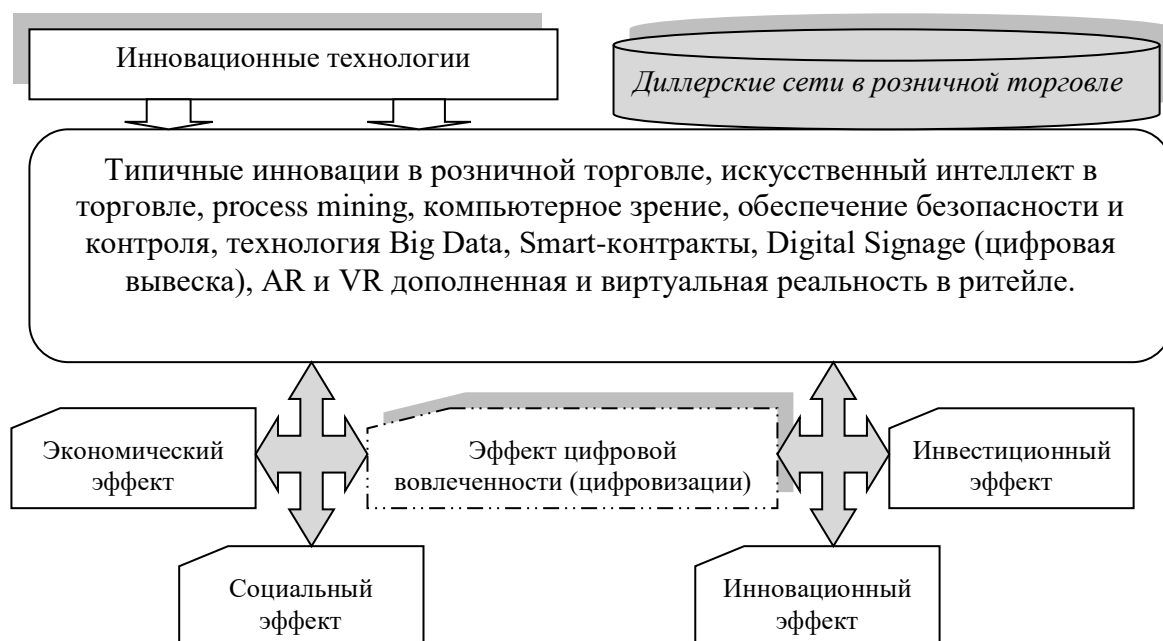 Инновационные технологии
Диллерские сети в розничной торговле
Типичные инновации в розничной торговле, искусственный интеллект в
торговле, process mining, компьютерное зрение, обеспечение безопасности и
контроля, технология Big Data, Smart-контракты, Digital Signage (цифровая
вывеска), AR и VR дополненная и виртуальная реальность в ритейле.
Экономический
эффект
Эффект цифровой
вовлеченности (цифровизации)
Инвестиционный
эффект
Социальный
эффект
Инновационный
эффект